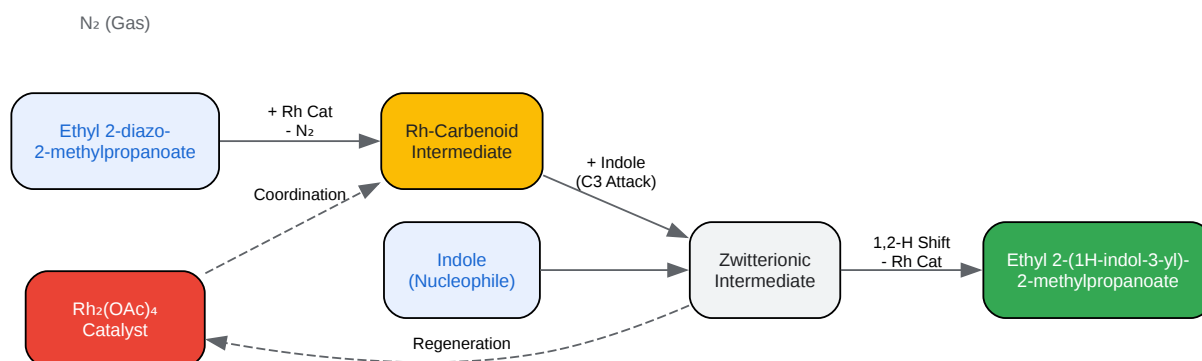 N₂ (Gas)
Ethyl 2-diazo-
2-methylpropanoate
+ Rh Cat
- N₂
Rh-Carbenoid
Intermediate
+ Indole
(C3 Attack)
Coordination
Indole
(Nucleophile)
Zwitterionic
Intermediate
1,2-H Shift
- Rh Cat
Ethyl 2-(1H-indol-3-yl)-
2-methylpropanoate
Rh₂(OAc)₄
Catalyst
Regeneration